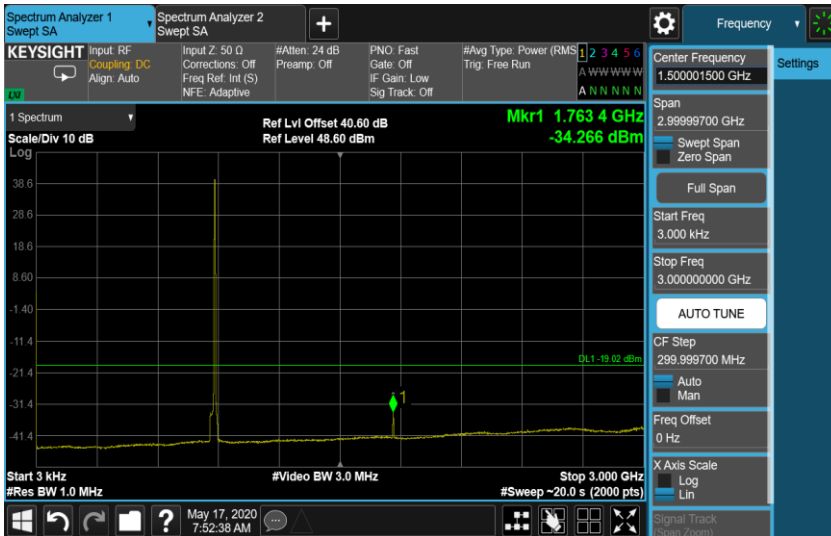 Spectrum Analyzer 1
Swept SA
Spectrum Analyzer 2
Swept SA
+
Frequency
KEYSIGHT
Input: RF
Coupling: DC
Align: Auto
Input Z: 50 Ω
Corrections: Off
Freq Ref: Int (S)
NFE: Adaptive
#Atten: 24 dB
Preamp: Off
PNO: Fast
Gate: Off
IF Gain: Low
Sig Track: Off
#Avg Type: Power (RMS
Trig: Free Run
1 2 3 4 5 6
A W W W W W
A N N N N N
LXI
1 Spectrum
Scale/Div 10 dB
Log
Ref Lvl Offset 40.60 dB
Ref Level 48.60 dBm
Mkr1 1.763 4 GHz
-34.266 dBm
38.6
28.6
18.6
8.60
-1.40
-11.4
-21.4
-31.4
-41.4
DL1 -19.02 dBm
1
Start 3 kHz
#Res BW 1.0 MHz
#Video BW 3.0 MHz
Stop 3.000 GHz
#Sweep ~20.0 s (2000 pts)
Center Frequency
1.500001500 GHz
Settings
Span
2.99999700 GHz
Swept Span
Zero Span
Full Span
Start Freq
3.000 kHz
Stop Freq
3.000000000 GHz
AUTO TUNE
CF Step
299.999700 MHz
Auto
Man
Freq Offset
0 Hz
X Axis Scale
Log
Lin
Signal Track
(Span Zoom)
?
May 17, 2020
7:52:38 AM